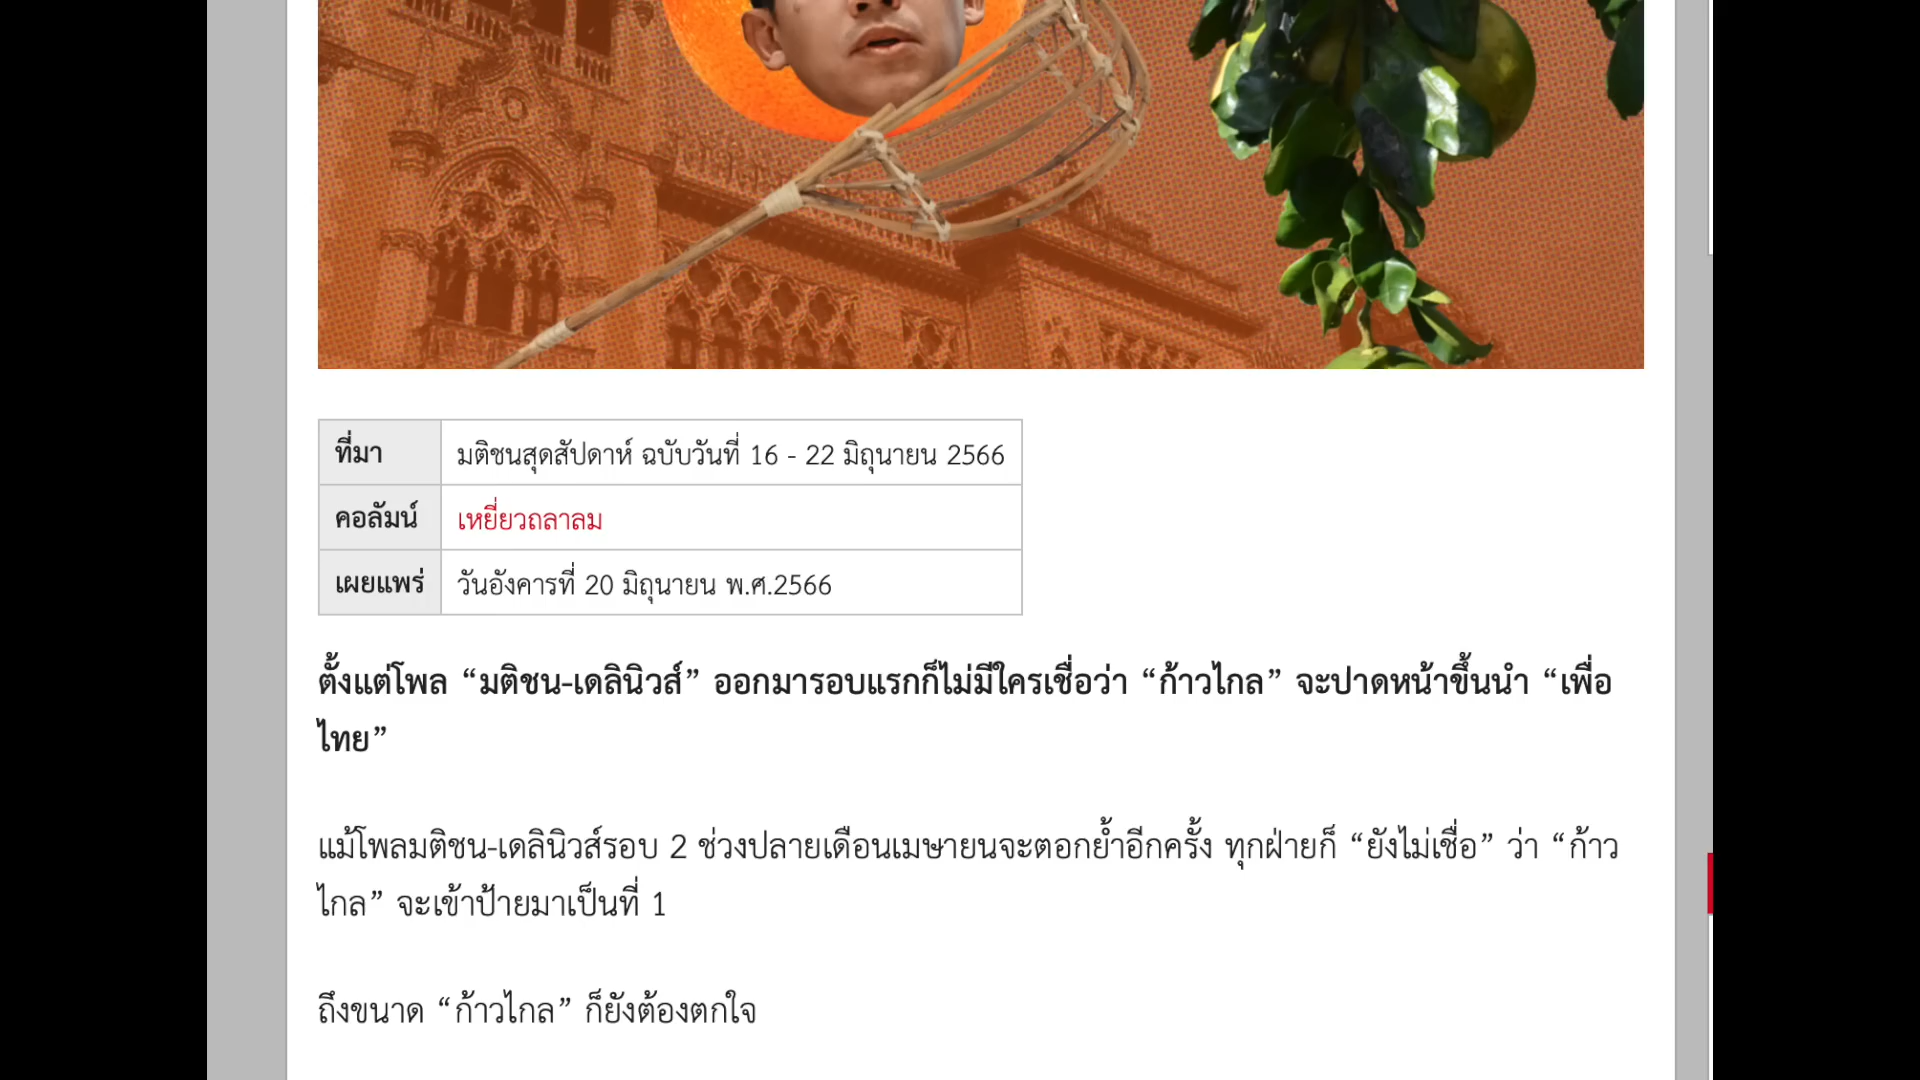 ที่มา มติชนสุดสัปดาห์ ฉบับวันที่ 16 - 22 มิถุนายน 2566
คอลัมน์ เหยี่ยวถลาลม
เผยแพร่ วันอังคารที่ 20 มิถุนายน พ.ศ.2566
ตั้งแต่โพล “มติชน-เดลินิวส์” ออกมารอบแรกก็ไม่มีใครเชื่อว่า “ก้าวไกล” จะปาดหน้าขึ้นนำ “เพื่อ
ไทย”
แม้โพลมติชน-เดลินิวส์รอบ 2 ช่วงปลายเดือนเมษายนจะตอกย้ำอีกครั้ง ทุกฝ่ายก็ “ยังไม่เชื่อ” ว่า “ก้าว
ไกล” จะเข้าป้ายมาเป็นที่ 1
ถึงขนาด “ก้าวไกล” ก็ยังต้องตกใจ